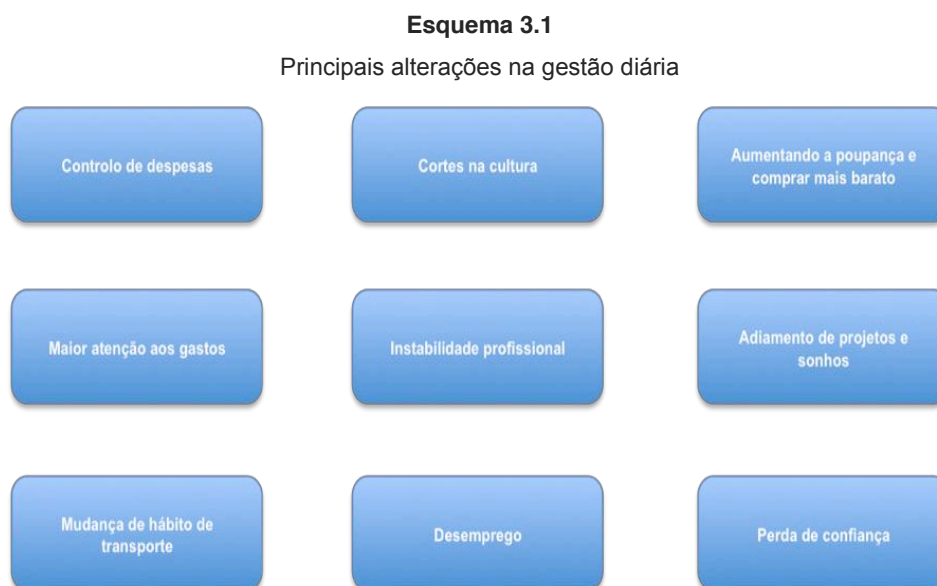 Esquema 3.1
Principais alterações na gestão diária
Controlo de despesas
Cortes na cultura
Aumentando a poupança e
comprar mais barato
Maior atenção aos gastos
Instabilidade profissional
Adiamento de projetos e
sonhos
Mudança de hábito de
transporte
Desemprego
Perda de confiança